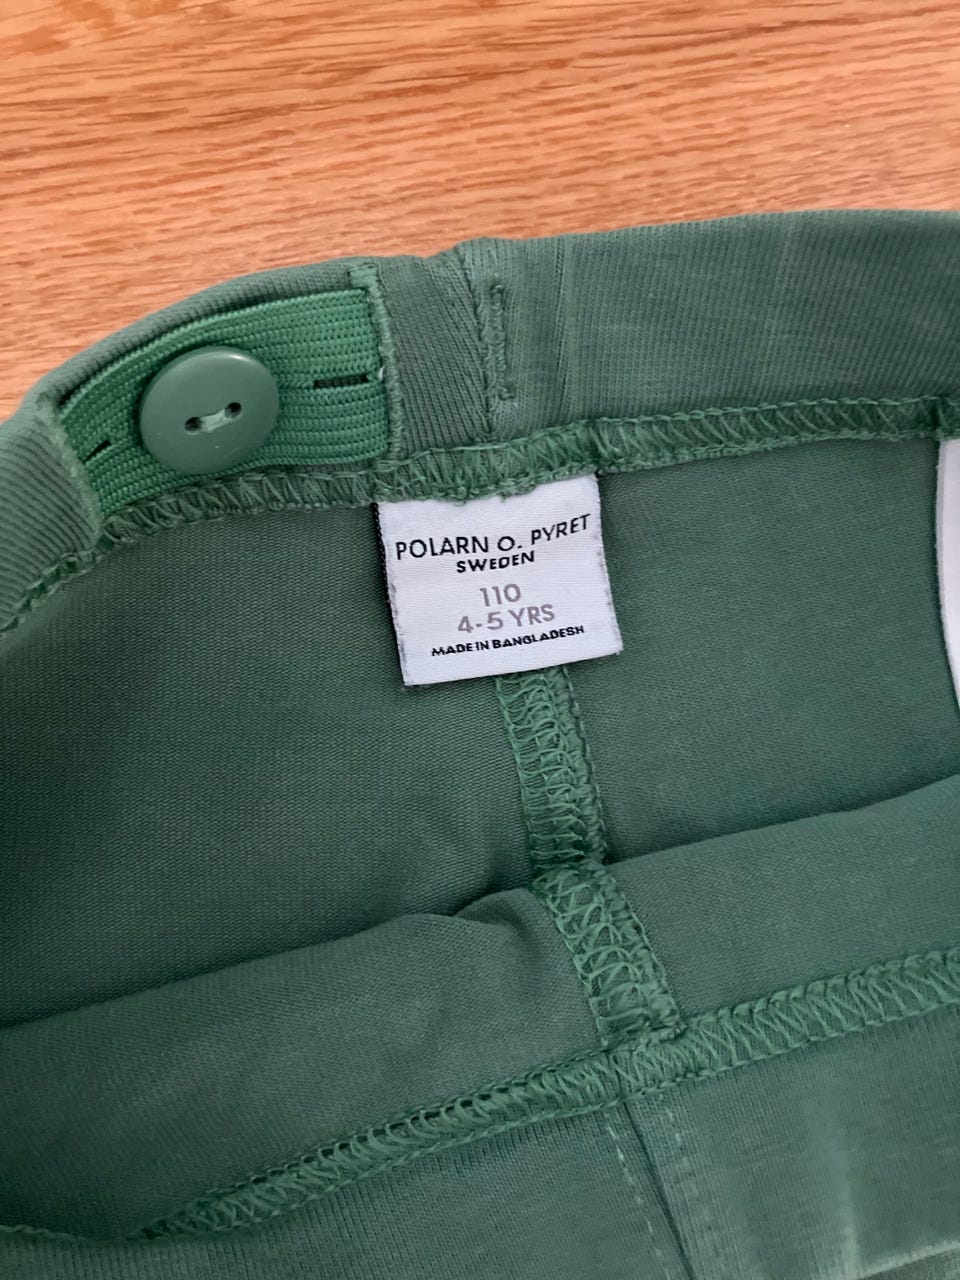 POLARN O. PYRET
SWEDEN
110
4-5 YRS
MADE IN BANGLADESH